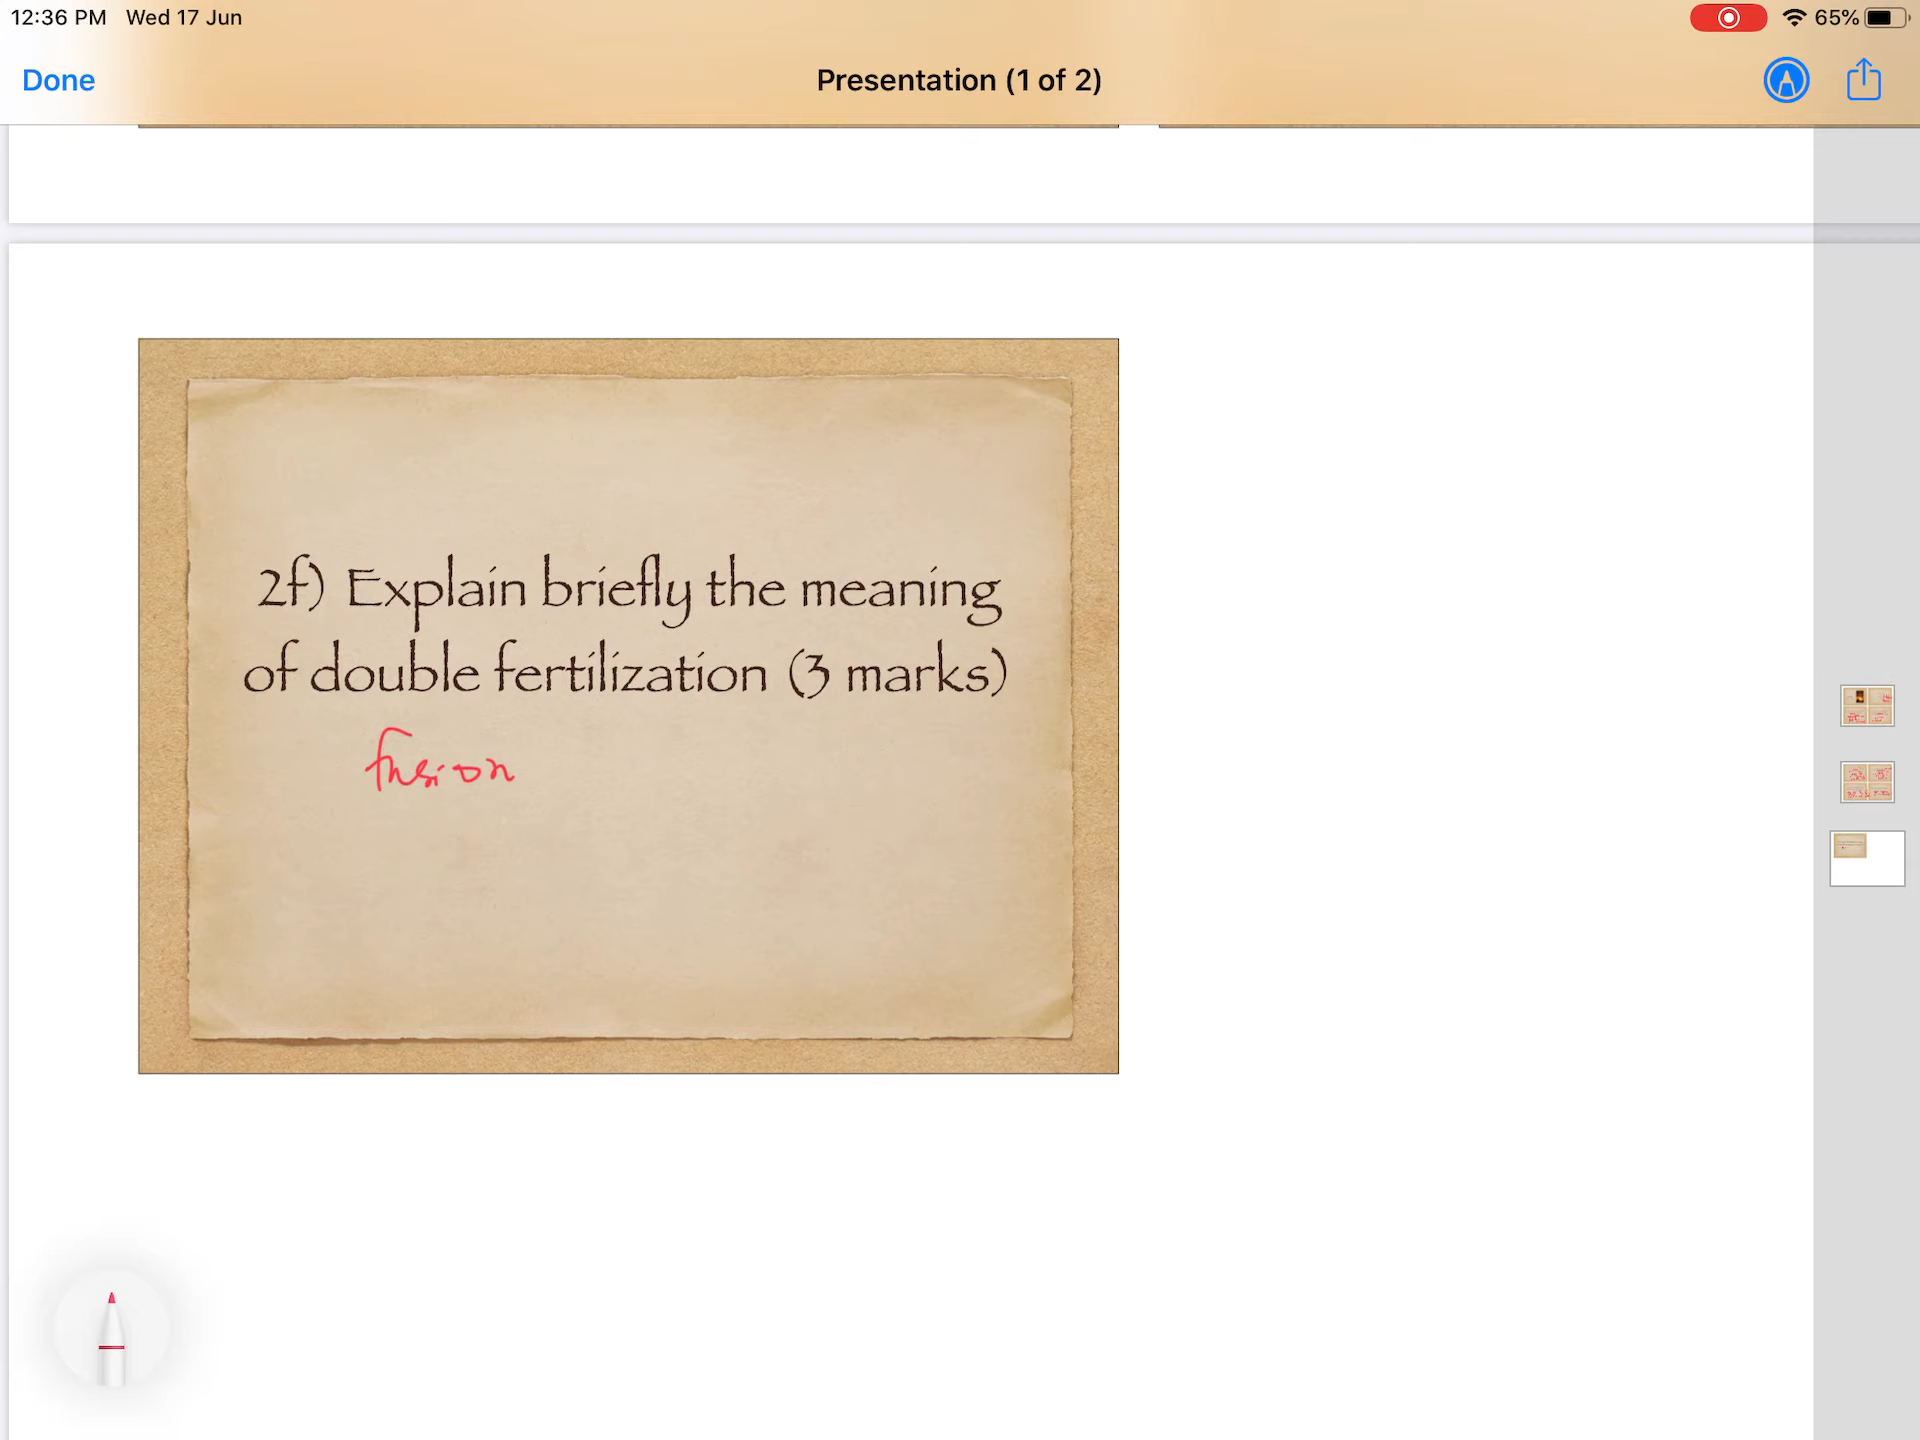 12:36 PM Wed 17 Jun
65%
Done
Presentation (1 of 2)
2f) Explain briefly the meaning
of double fertilization (3 marks)
fusion